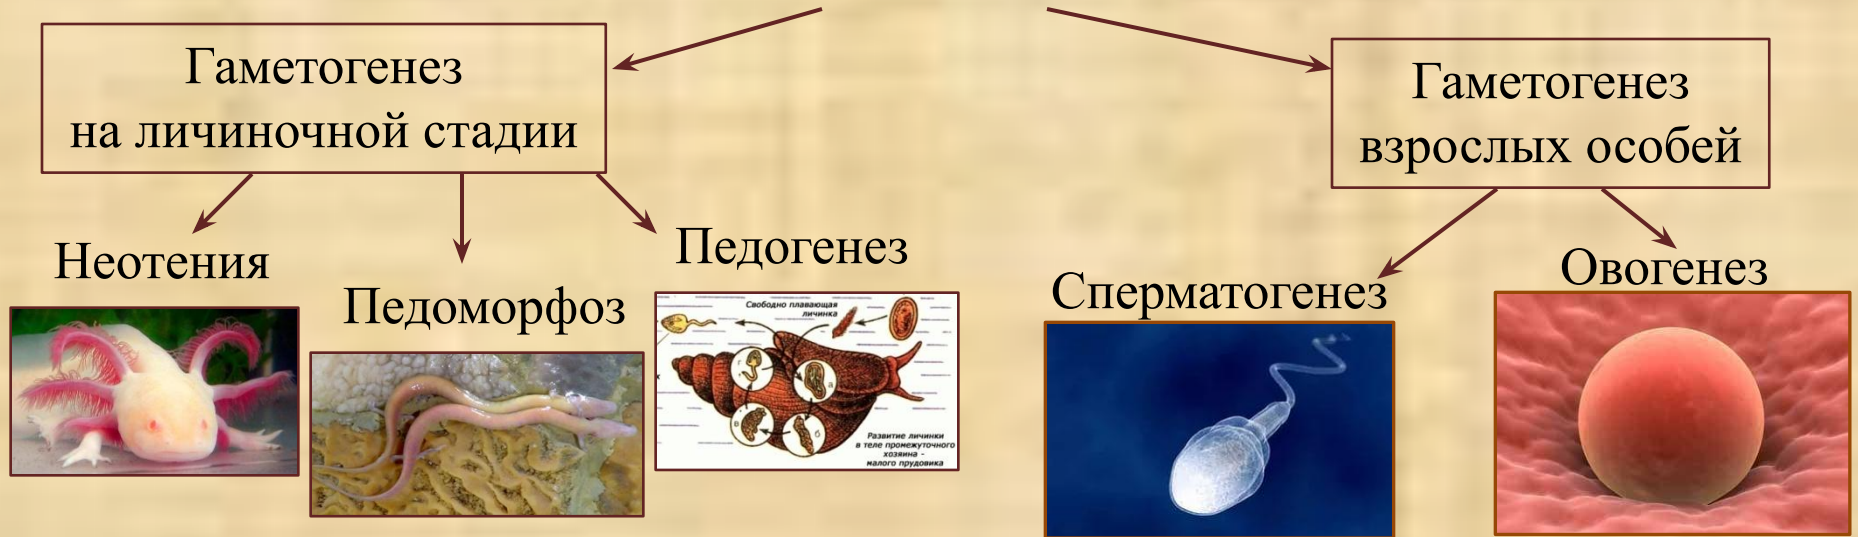 Гаметогенез
на личиночной стадии
Гаметогенез
взрослых особей
Неотения
Педоморфоз
Педогенез
Сперматогенез
Овогенез
Свободно плавающая
личинка
г
а
в
б
Развитие личинки
в теле промежуточного
хозяина -
малого прудовика